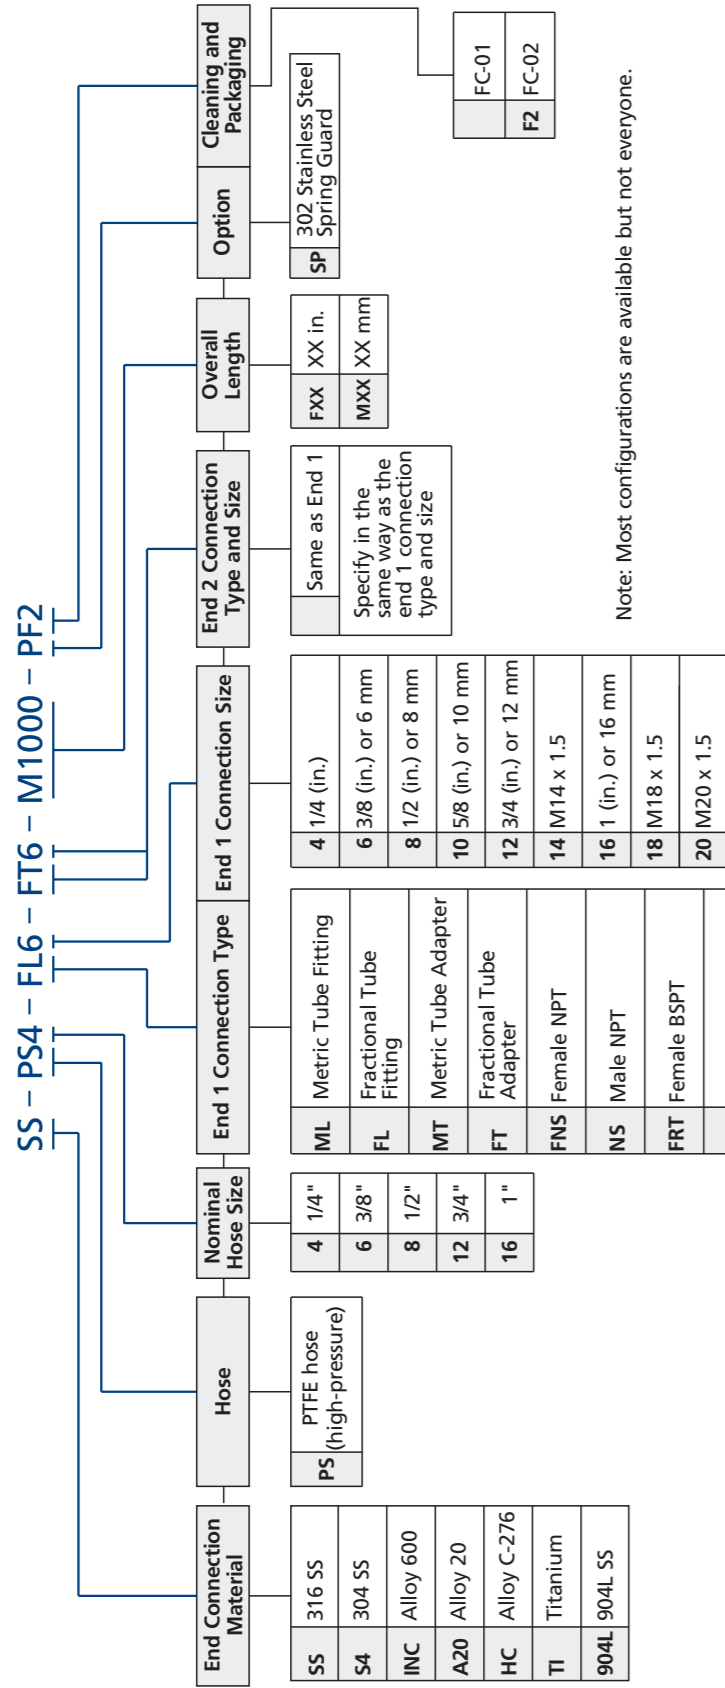 SS – PS4 – FL6 – FT6 – M1000 – PF2
End Connection
Material
SS 316 SS
S4 304 SS
INC Alloy 600
A20 Alloy 20
HC Alloy C-276
TI Titanium
904L 904L SS
Hose
PS PTFE hose
(high-pressure)
Nominal
Hose Size
4 1/4"
6 3/8"
8 1/2"
12 3/4"
16 1"
End 1 Connection Type
ML Metric Tube Fitting
FL Fractional Tube
Fitting
MT Metric Tube Adapter
FT Fractional Tube
Adapter
FNS Female NPT
NS Male NPT
FRT Female BSPT
End 1 Connection Size
4 1/4 (in.)
6 3/8 (in.) or 6 mm
8 1/2 (in.) or 8 mm
10 5/8 (in.) or 10 mm
12 3/4 (in.) or 12 mm
14 M14 x 1.5
16 1 (in.) or 16 mm
18 M18 x 1.5
20 M20 x 1.5
End 2 Connection
Type and Size
Same as End 1
Specify in the
same way as the
end 1 connection
type and size
Overall
Length
FXX XX in.
MXX XX mm
Option
SP 302 Stainless Steel
Spring Guard
Cleaning and
Packaging
FC-01
F2 FC-02
Note: Most configurations are available but not everyone.